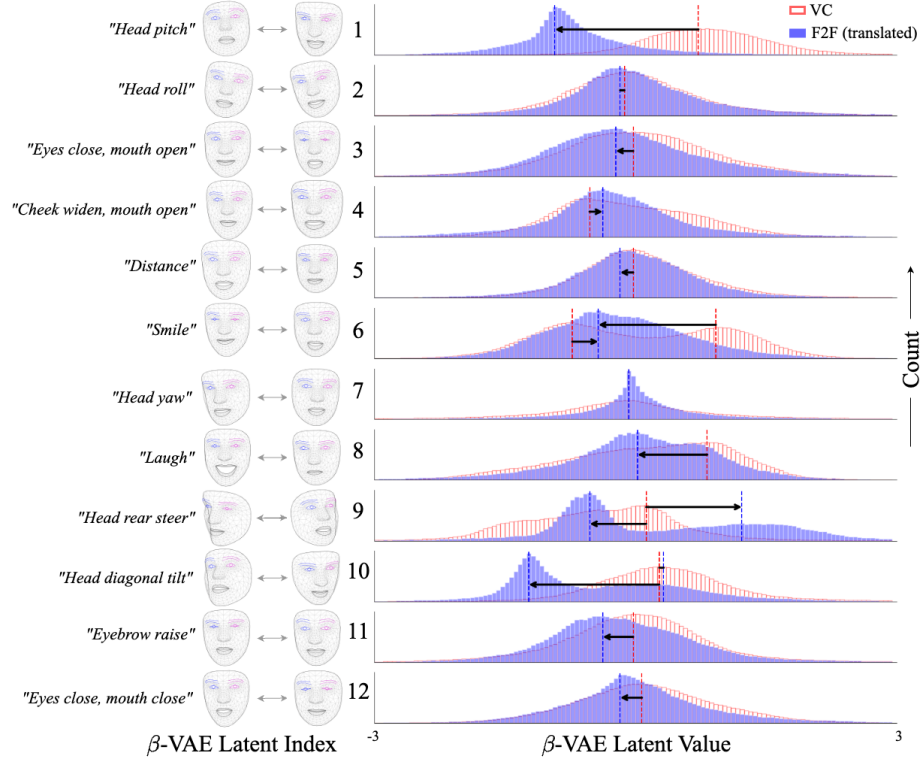 VC
F2F (translated)
"Head pitch"
1
"Head roll"
2
"Eyes close, mouth open"
3
"Cheek widen, mouth open"
4
"Distance"
5
"Smile"
6
"Head yaw"
7
"Laugh"
8
"Head rear steer"
9
"Head diagonal tilt"
10
"Eyebrow raise"
11
"Eyes close, mouth close"
12
Count
-3
3
β-VAE Latent Index
β-VAE Latent Value